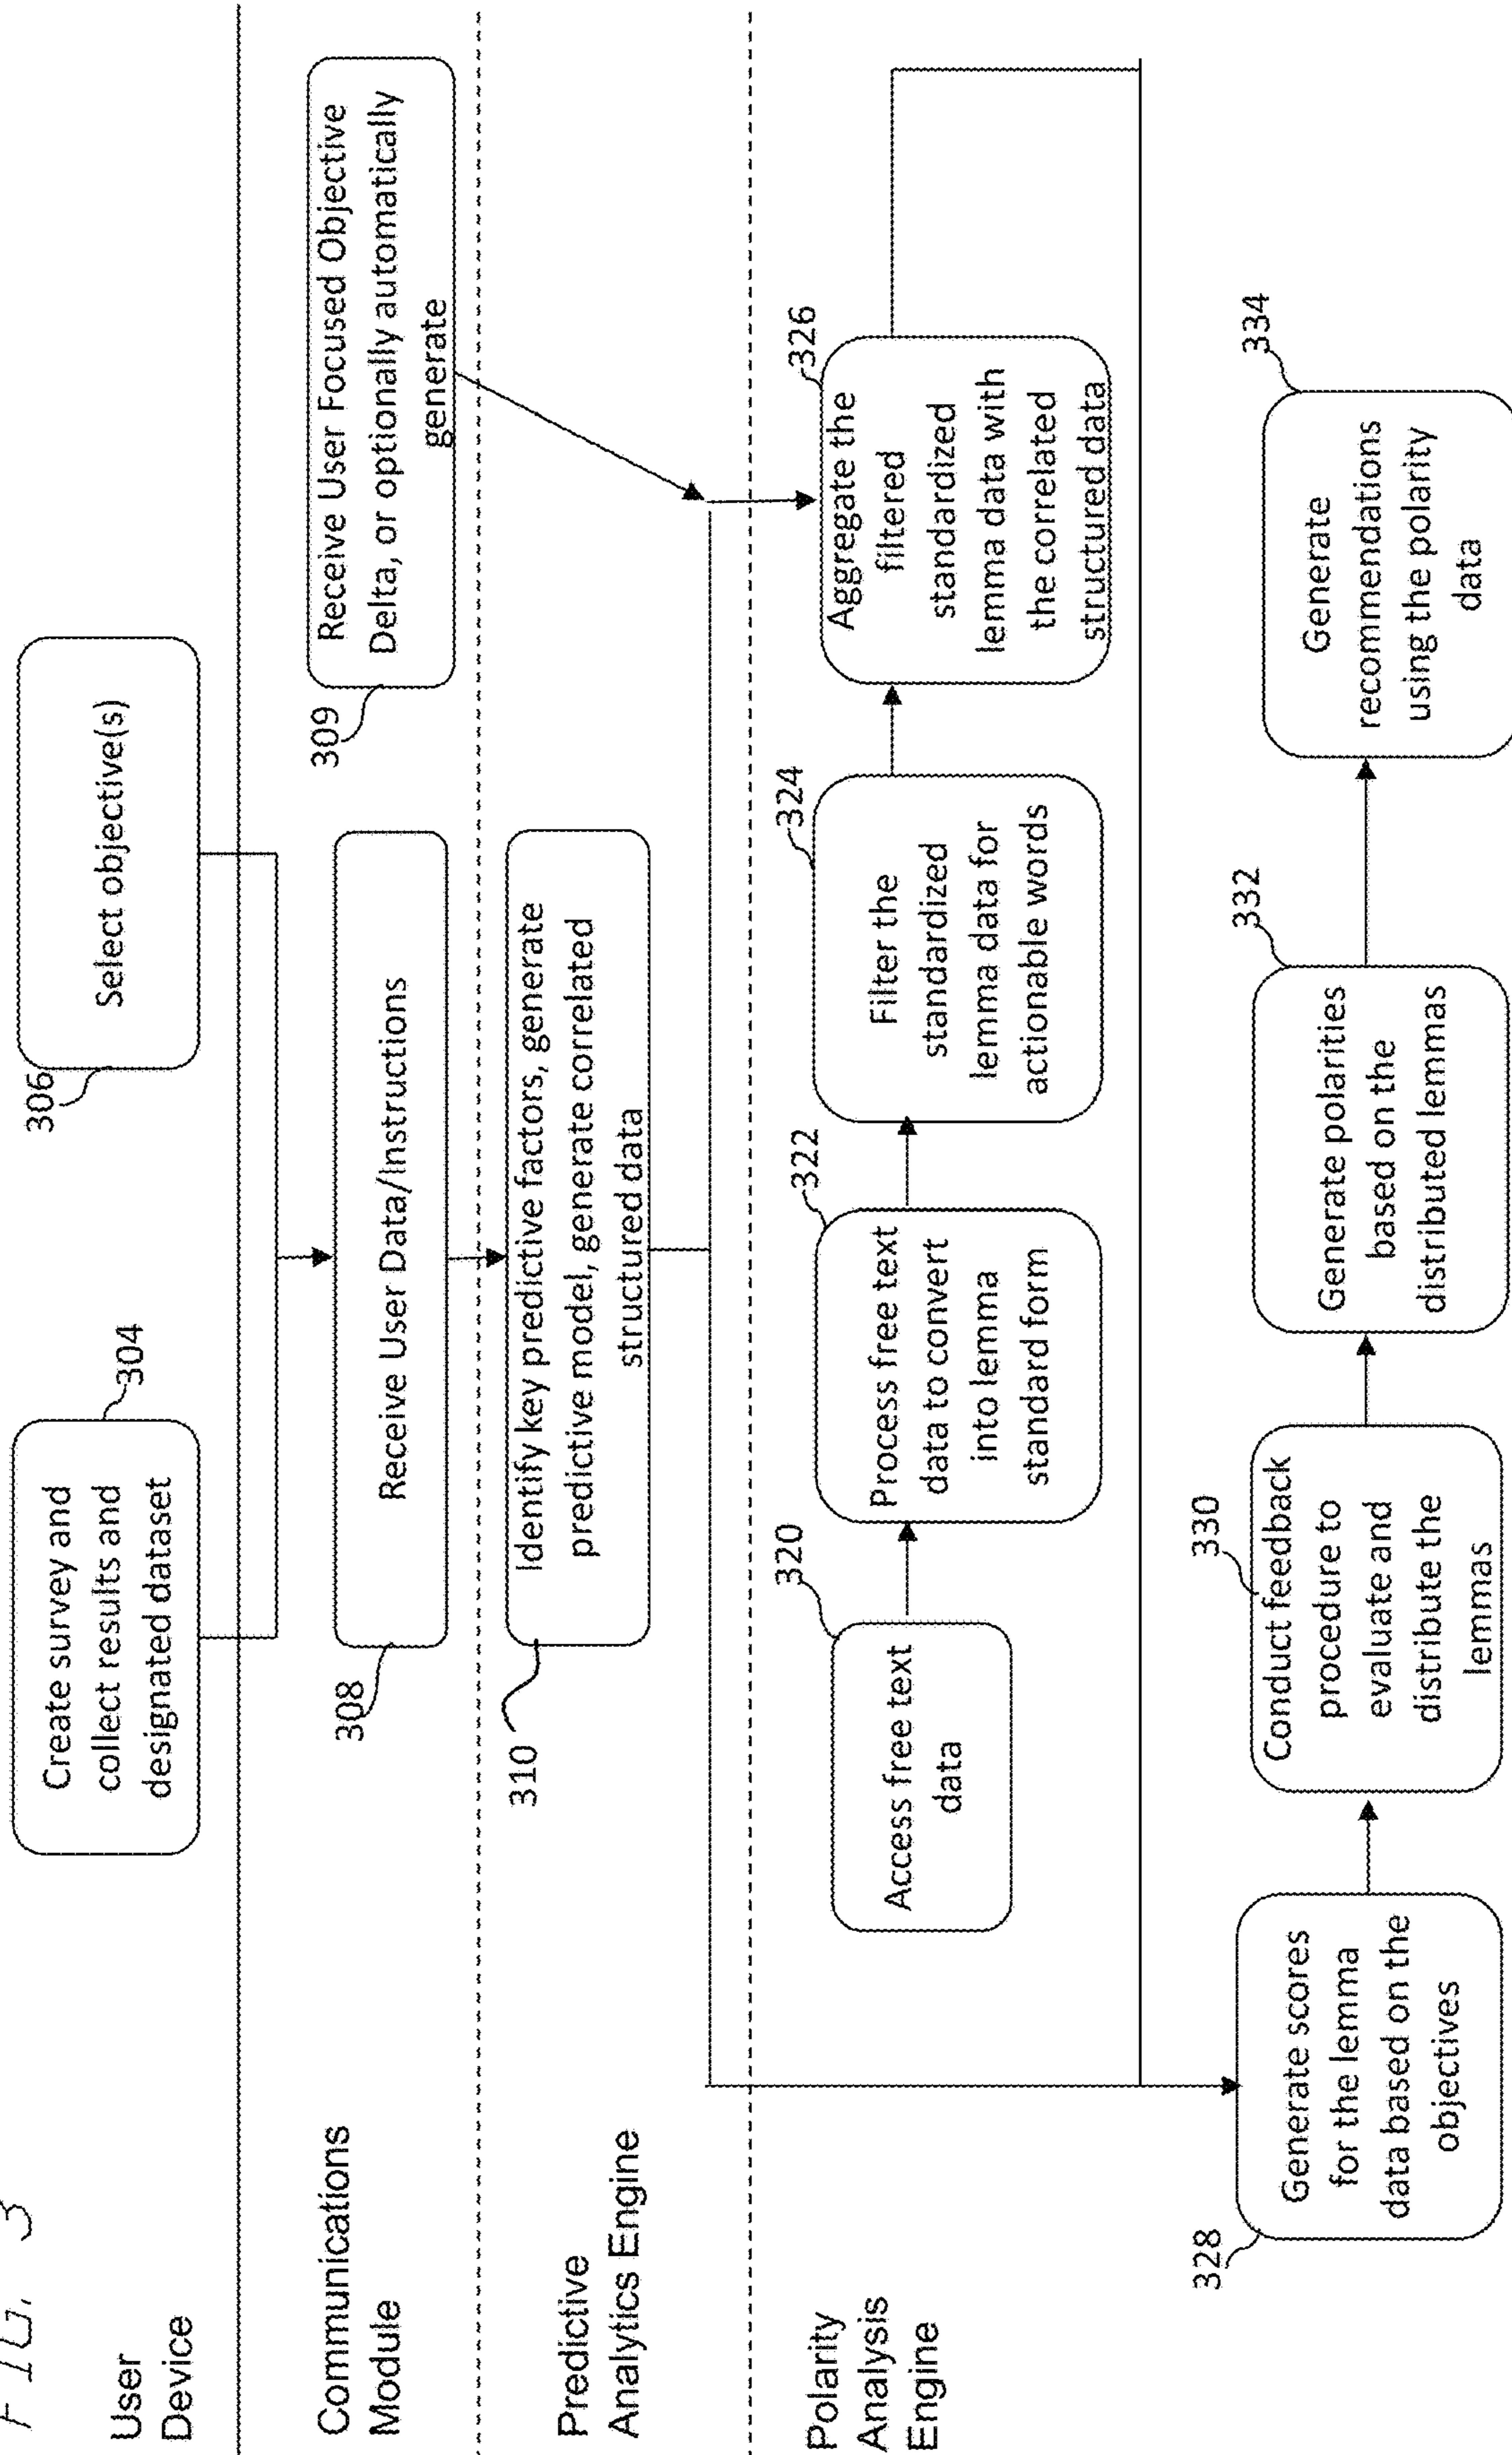 FIG. 3
User
Device
Create survey and
collect results and
designated dataset
304
306
Select objective(s)
Communications
Module
308
Receive User Data/Instructions
309
Receive User Focused Objective
Delta, or optionally automatically
generate
Predictive
Analytics Engine
310
Identify key predictive factors, generate
predictive model, generate correlated
structured data
Polarity
Analysis
Engine
320
Access free text
data
322
Process free text
data to convert
into lemma
standard form
324
Filter the
standardized
lemma data for
actionable words
326
Aggregate the
filtered
standardized
lemma data with
the correlated
structured data
328
Generate scores
for the lemma
data based on the
objectives
330
Conduct feedback
procedure to
evaluate and
distribute the
lemmas
332
Generate polarities
based on the
distributed lemmas
334
Generate
recommendations
using the polarity
data